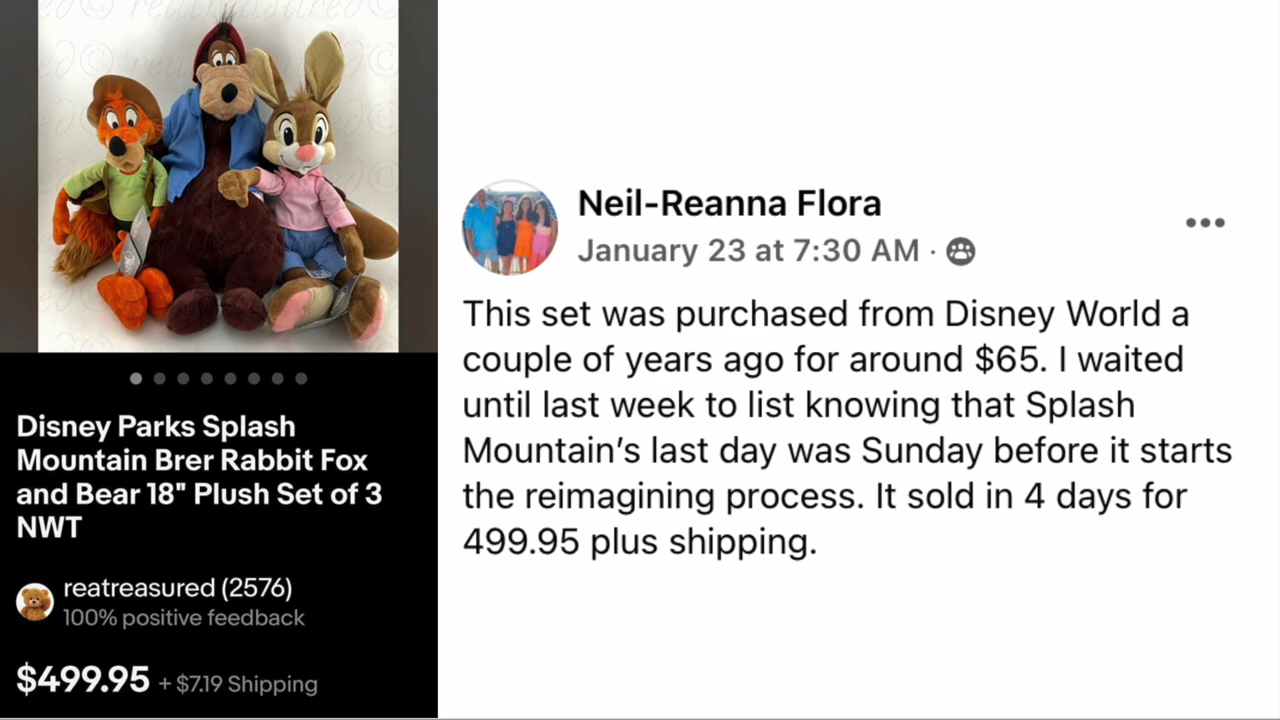 Disney Parks Splash
Mountain Brer Rabbit Fox
and Bear 18" Plush Set of 3
NWT
reatreasured (2576)
100% positive feedback
$499.95 + $7.19 Shipping
Neil-Reanna Flora
January 23 at 7:30 AM ·
This set was purchased from Disney World a
couple of years ago for around $65. I waited
until last week to list knowing that Splash
Mountain’s last day was Sunday before it starts
the reimagining process. It sold in 4 days for
499.95 plus shipping.